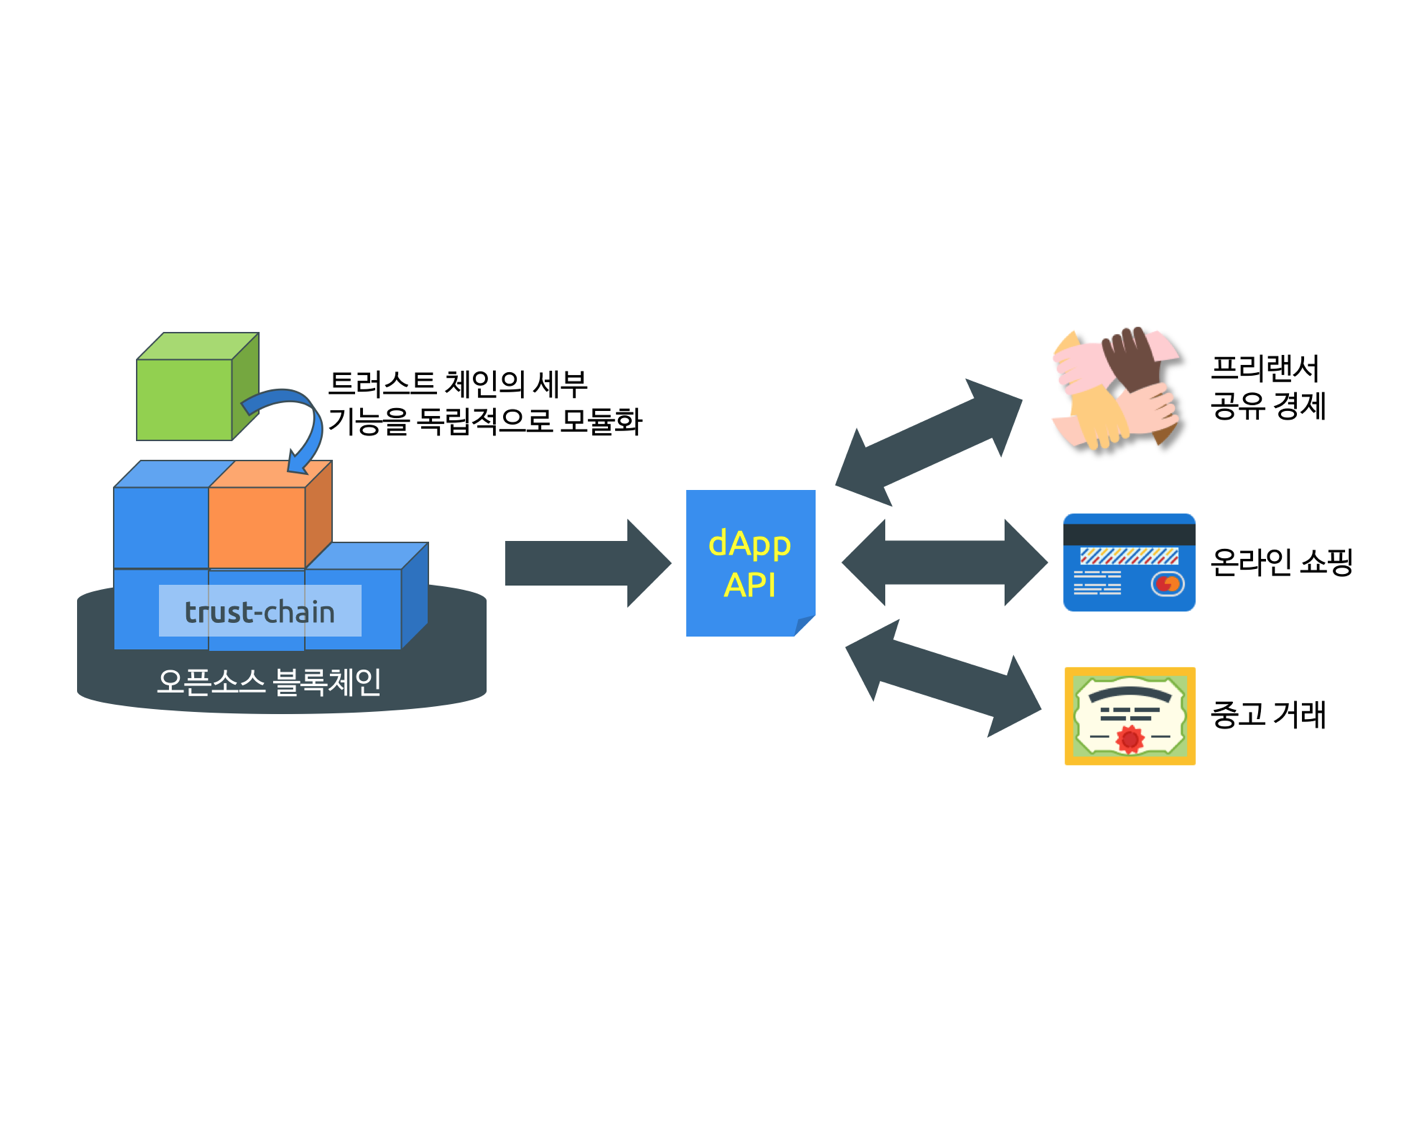 트러스트 체인의 세부
기능을 독립적으로 모듈화
trust-chain
오픈소스 블록체인
dApp
API
프리랜서
공유 경제
온라인 쇼핑
중고 거래